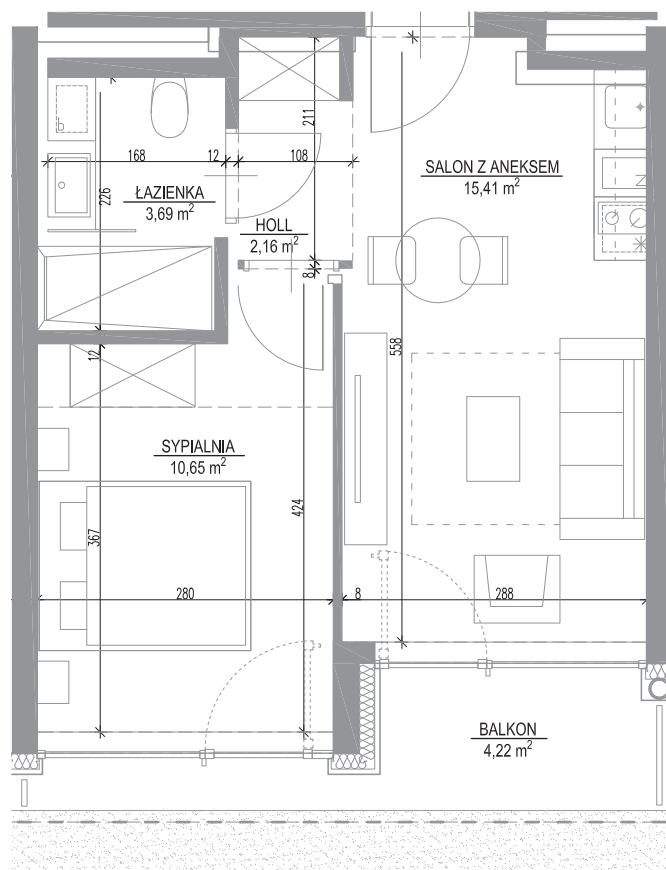 211
168
12
108
226
ŁAZIENKA
3,69 m²
HOLL
2,16 m²
8
SALON Z ANEKSEM
15,41 m²
558
12
SYPIALNIA
10,65 m²
367
424
280
8
288
BALKON
4,22 m²